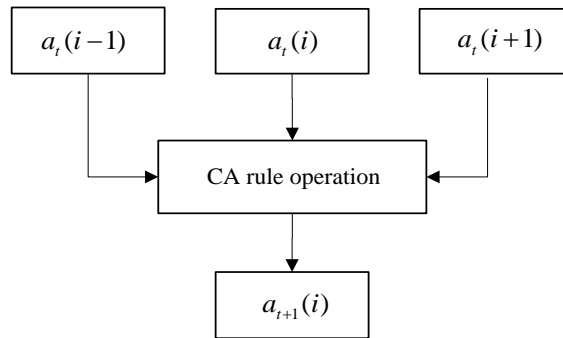 a_t(i−1)
a_t(i)
a_t(i+1)
CA rule operation
a_{t+1}(i)